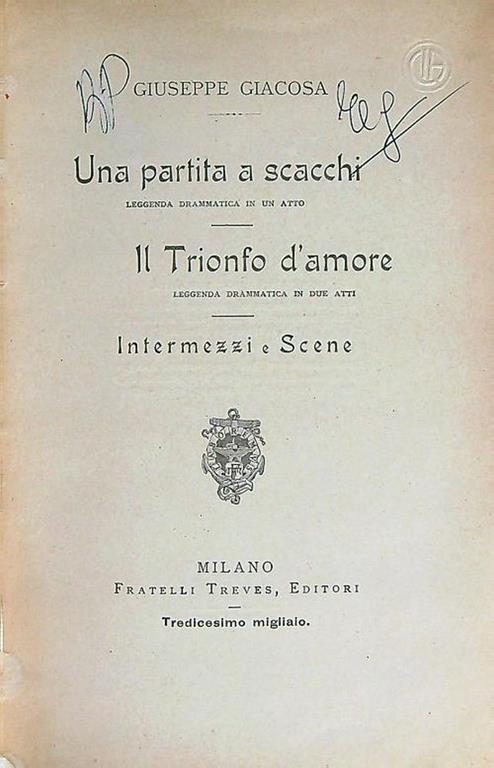 GIUSEPPE GIACOSA
Una partita a scacchi
LEGGENDA DRAMMATICA IN UN ATTO
Il Trionfo d'amore
LEGGENDA DRAMMATICA IN DUE ATTI
Intermezzi e Scene
MILANO
FRATELLI TREVES, EDITORI
Tredicesimo migliaio.